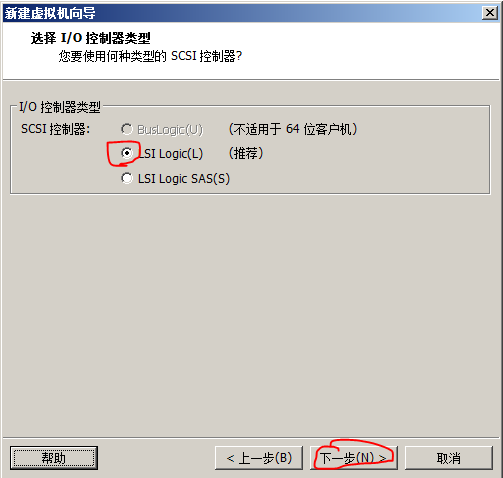 新建虚拟机向导
选择 I/O 控制器类型
您要使用何种类型的 SCSI 控制器?
I/O 控制器类型
SCSI 控制器: BusLogic(U) (不适用于 64 位客户机)
LSI Logic(L) (推荐)
LSI Logic SAS(S)
帮助 < 上一步(B) 下一步(N) > 取消